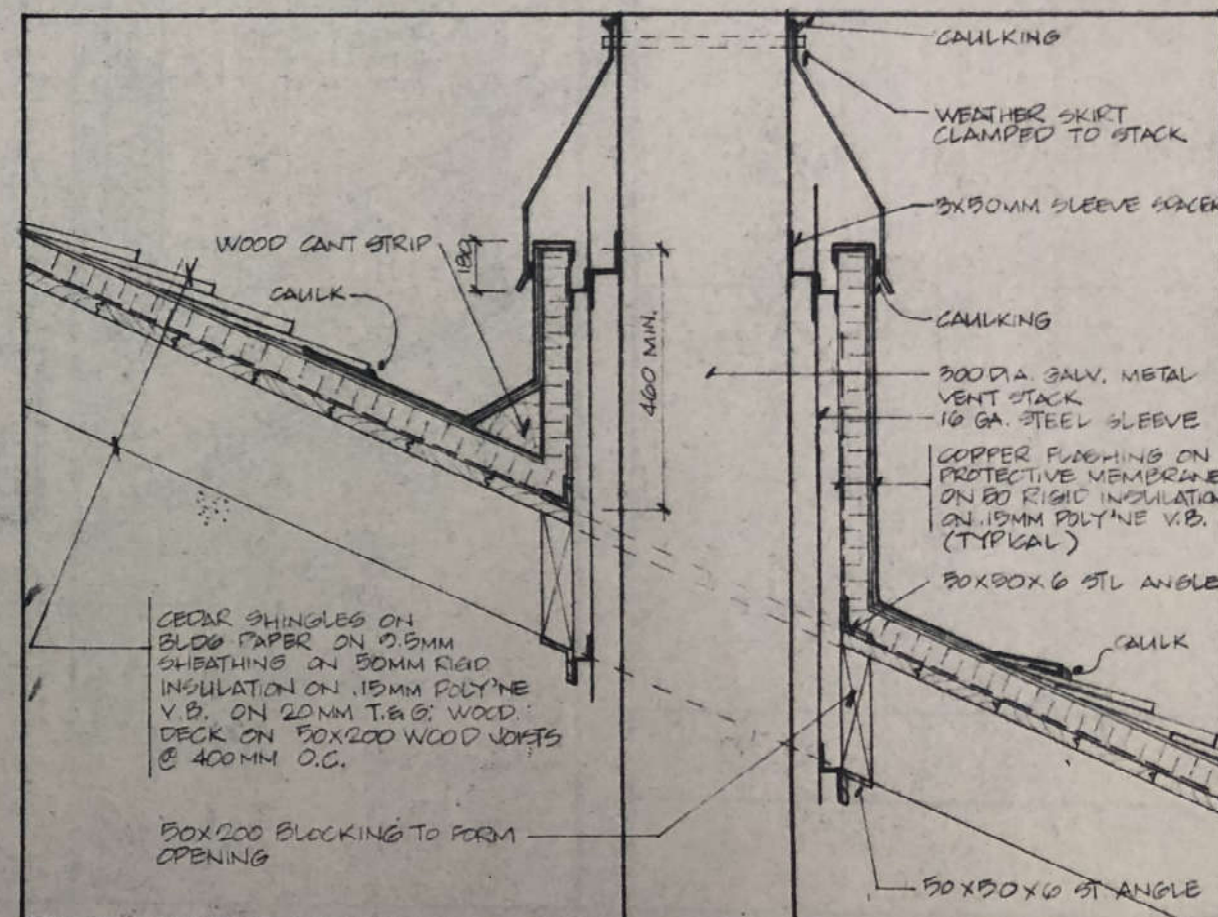 CAULKING
WEATHER SKIRT
CLAMPED TO STACK
3X50MM SLEEVE SPACER
WOOD CANT STRIP
180
CAULK
460 MIN.
CAULKING
300 DIA. GALV. METAL
VENT STACK
16 GA. STEEL SLEEVE
COPPER FLASHING ON
PROTECTIVE MEMBRANE
ON 50 RIGID INSULATION
ON .15MM POLY'NE V.B.
(TYPICAL)
50X50X6 STL ANGLE
CAULK
CEDAR SHINGLES ON
BLDG PAPER ON 9.5MM
SHEATHING ON 50MM RIGID
INSULATION ON .15MM POLY'NE
V.B. ON 20MM T.& G. WOOD
DECK ON 50X200 WOOD JOISTS
@ 400MM O.C.
50X200 BLOCKING TO FORM
OPENING
50X50X6 ST ANGLE